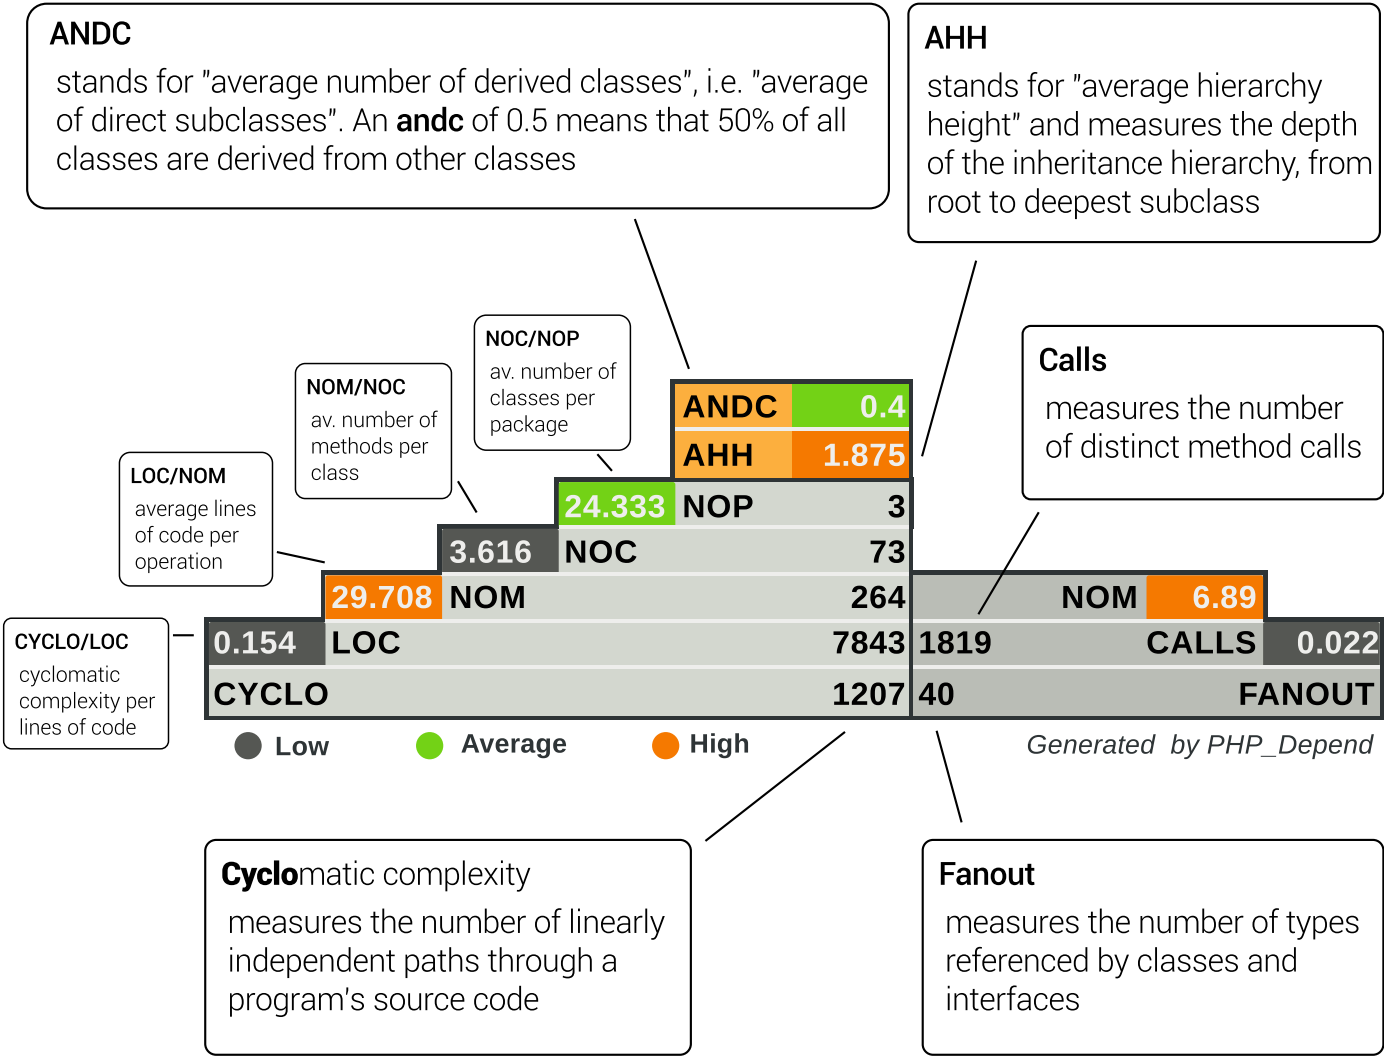 ANDC
stands for "average number of derived classes", i.e. "average
of direct subclasses". An andc of 0.5 means that 50% of all
classes are derived from other classes
AHH
stands for "average hierarchy
height" and measures the depth
of the inheritance hierarchy, from
root to deepest subclass
NOC/NOP
av. number of
classes per
package
Calls
measures the number
of distinct method calls
NOM/NOC
av. number of
methods per
class
LOC/NOM
average lines
of code per
operation
CYCLO/LOC
cyclomatic
complexity per
lines of code
ANDC 0.4
AHH 1.875
24.333 NOP 3
3.616 NOC 73
29.708 NOM 264 NOM 6.89
0.154 LOC 7843 1819 CALLS 0.022
CYCLO 1207 40 FANOUT
Low Average High Generated by PHP_Depend
Cyclomatic complexity
measures the number of linearly
independent paths through a
program's source code
Fanout
measures the number of types
referenced by classes and
interfaces